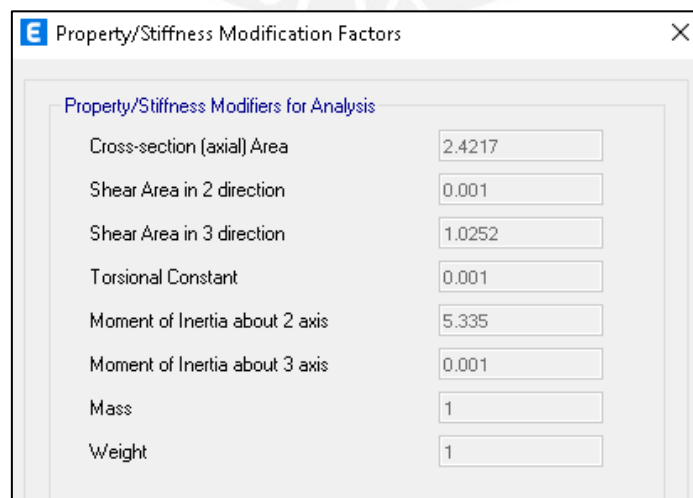 E Property/Stiffness Modification Factors
Property/Stiffness Modifiers for Analysis
Cross-section (axial) Area 2.4217
Shear Area in 2 direction 0.001
Shear Area in 3 direction 1.0252
Torsional Constant 0.001
Moment of Inertia about 2 axis 5.335
Moment of Inertia about 3 axis 0.001
Mass 1
Weight 1